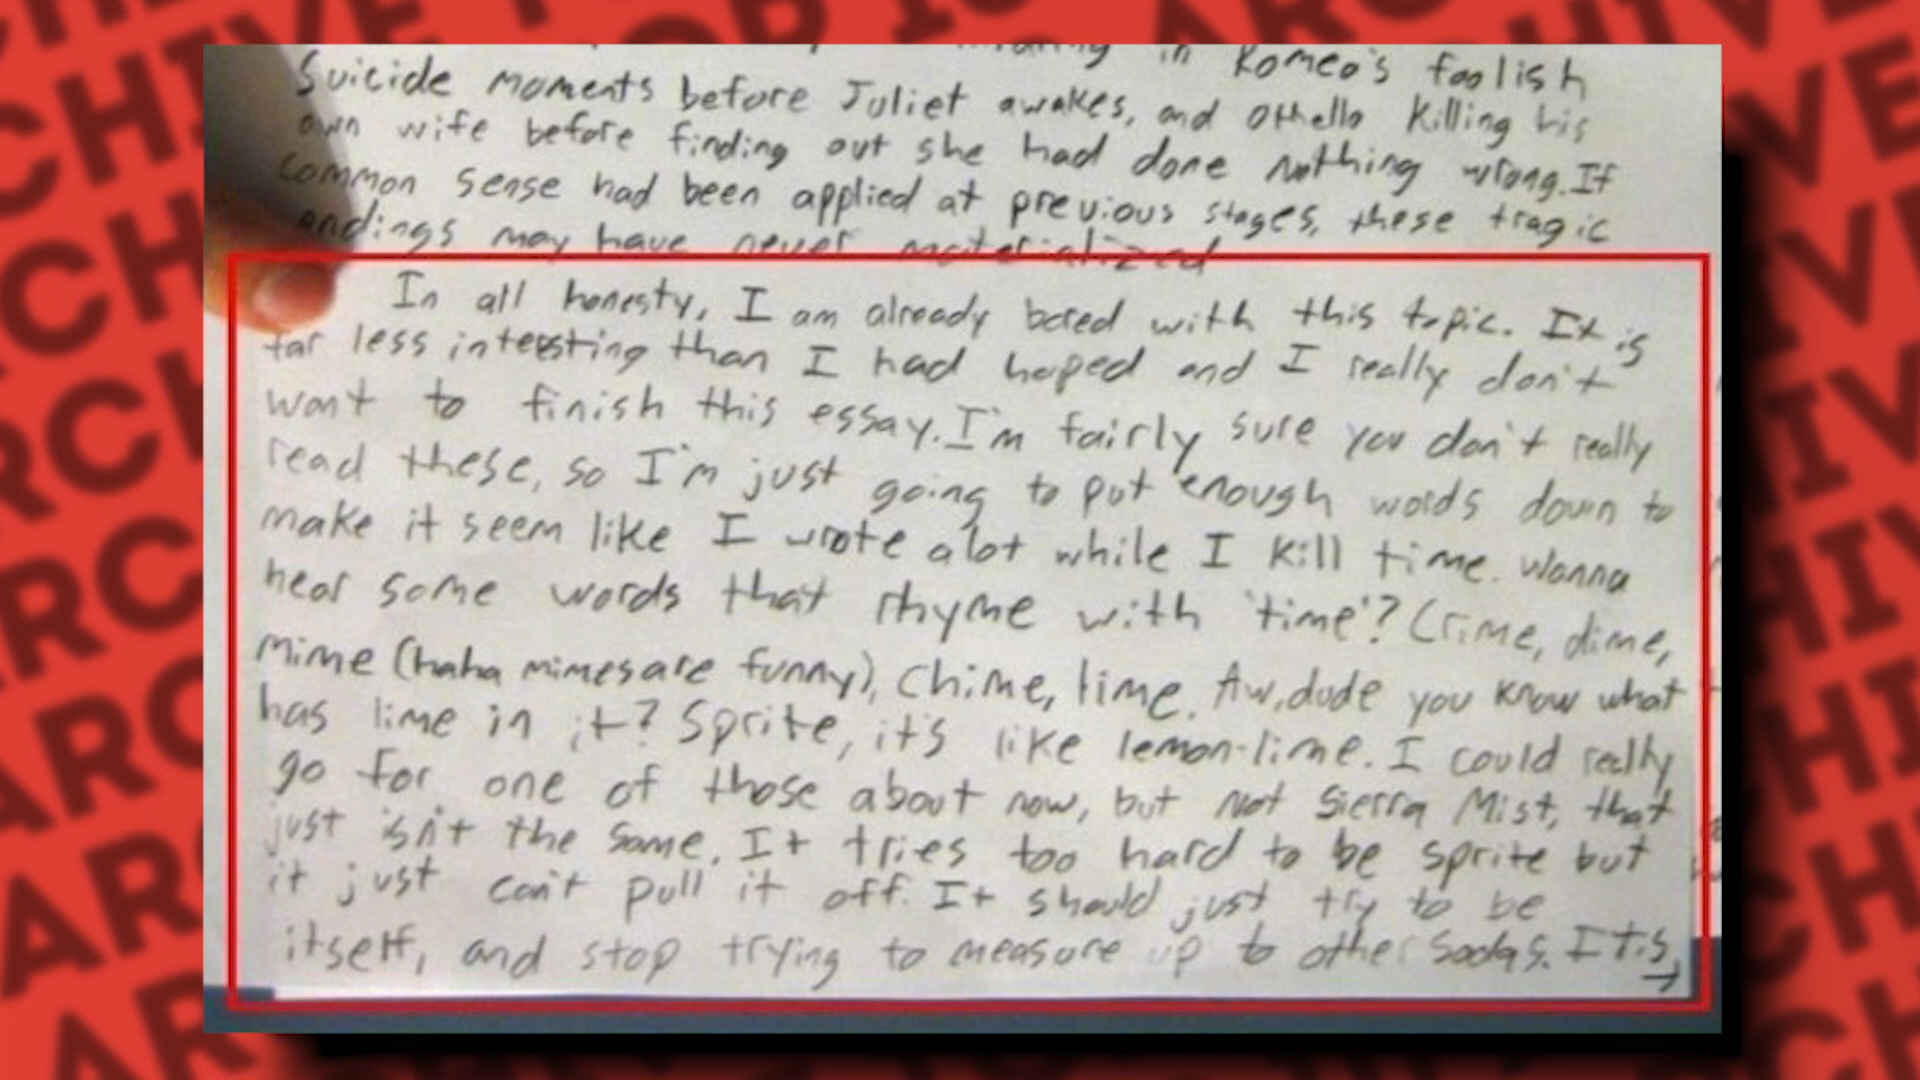 in Romeo's foolish
Suicide moments before Juliet awakes, and Othello killing his
own wife before finding out she had done nothing wrong. If
common sense had been applied at previous stages, these tragic
endings may have never materialized
In all honesty, I am already bored with this topic. It is
far less interesting than I had hoped and I really don't
want to finish this essay. I'm fairly sure you don't really
read these, so I'm just going to put enough words down to
make it seem like I wrote alot while I kill time. Wanna
hear some words that rhyme with 'time'? Crime, dime,
mime (haha mimes are funny), chime, lime. Aw, dude you know what
has lime in it? Sprite, it's like lemon-lime. I could really
go for one of those about now, but not Sierra Mist, that
just isn't the same. It tries too hard to be sprite but
it just can't pull it off. It should just try to be
itself, and stop trying to measure up to other sodas. It is